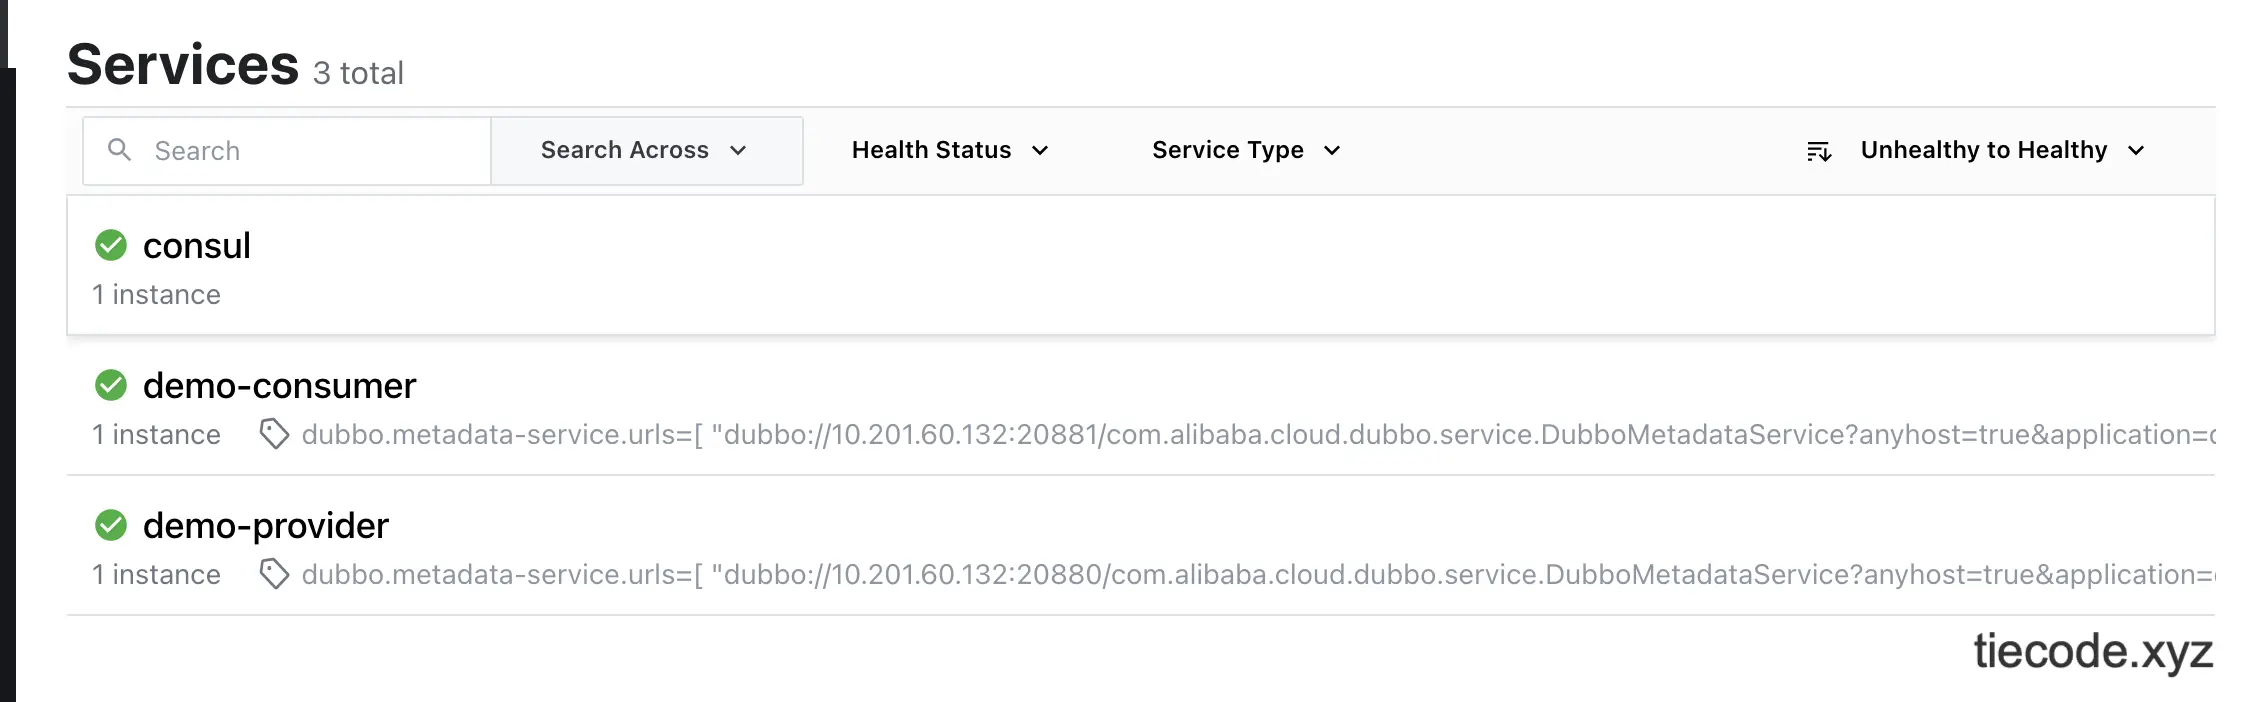 Services 3 total
Search Search Across Health Status Service Type Unhealthy to Healthy
consul
1 instance
demo-consumer
1 instance dubbo.metadata-service.urls=[ "dubbo://10.201.60.132:20881/com.alibaba.cloud.dubbo.service.DubboMetadataService?anyhost=true&application=
demo-provider
1 instance dubbo.metadata-service.urls=[ "dubbo://10.201.60.132:20880/com.alibaba.cloud.dubbo.service.DubboMetadataService?anyhost=true&application=
tiecode.xyz